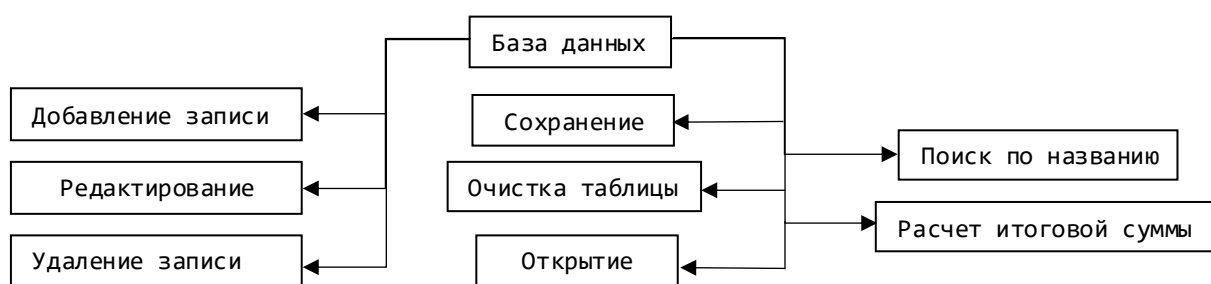 База данных
Добавление записи
Редактирование
Удаление записи
Сохранение
Очистка таблицы
Открытие
Поиск по названию
Расчет итоговой суммы